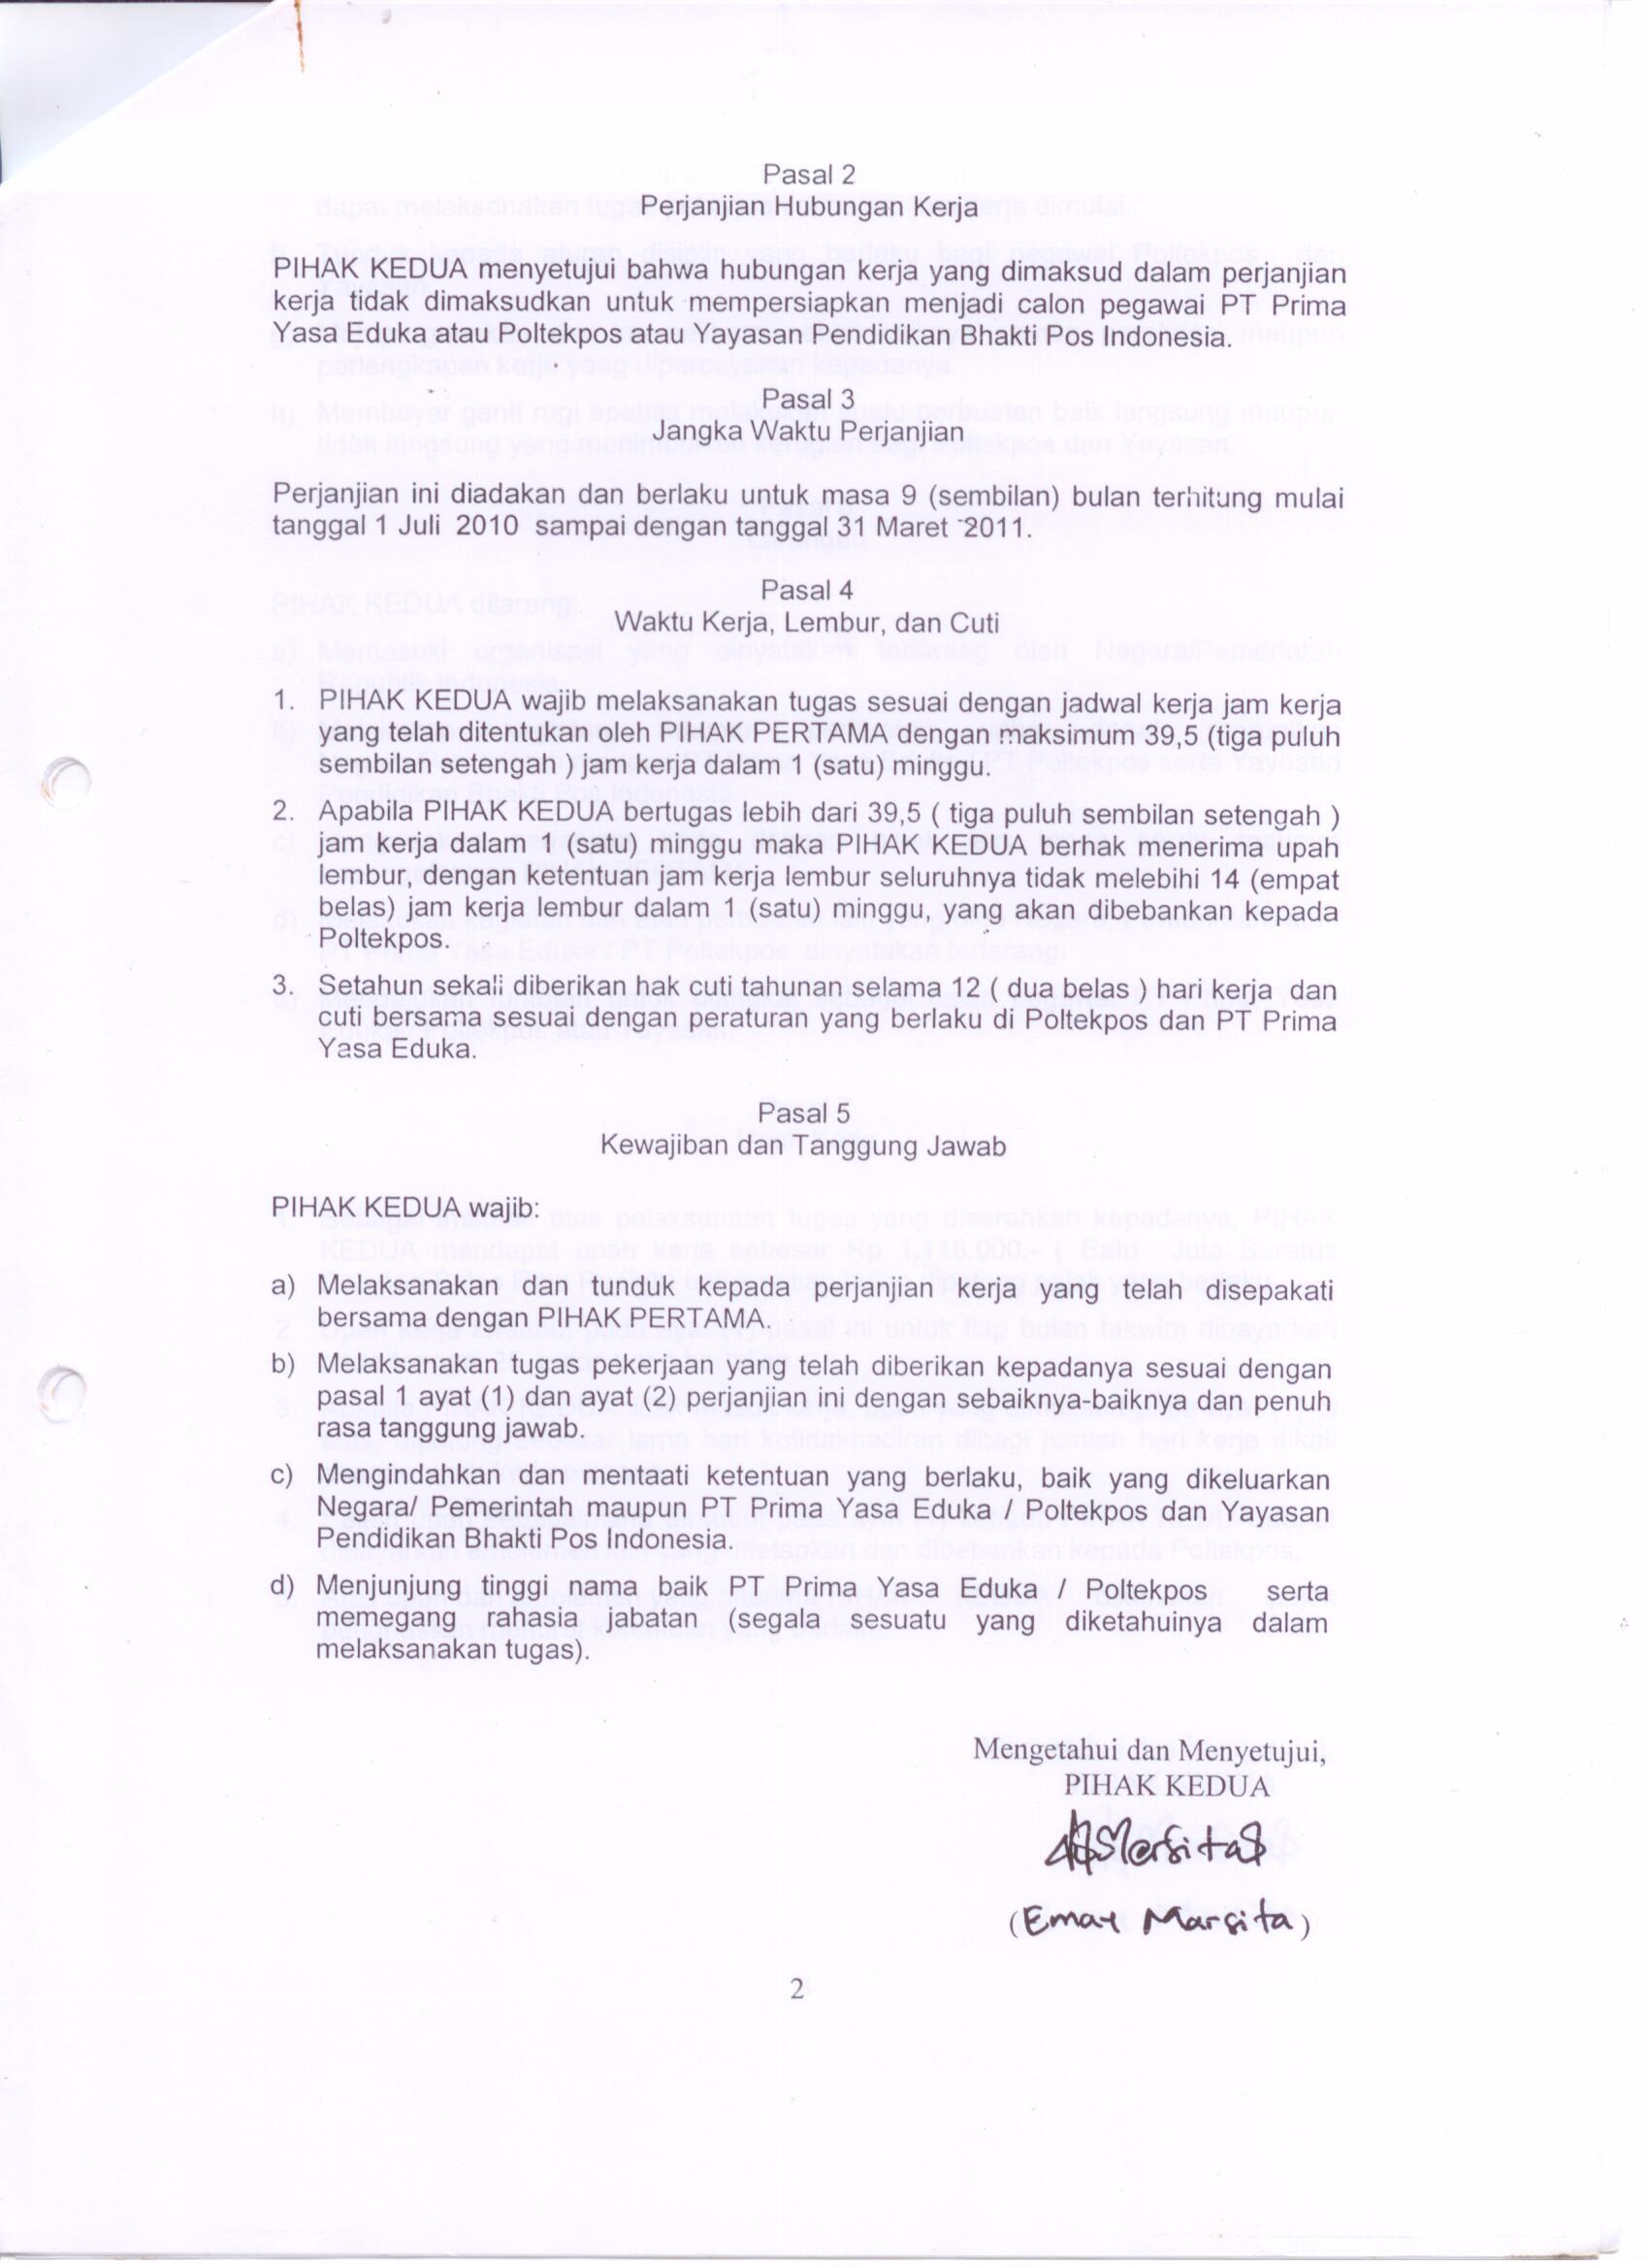 Pasal 2
Perjanjian Hubungan Kerja
PIHAK KEDUA menyetujui bahwa hubungan kerja yang dimaksud dalam perjanjian
kerja tidak dimaksudkan untuk mempersiapkan menjadi calon pegawai PT Prima
Yasa Eduka atau Poltekpos atau Yayasan Pendidikan Bhakti Pos Indonesia.
Pasal 3
Jangka Waktu Perjanjian
Perjanjian ini diadakan dan berlaku untuk masa 9 (sembilan) bulan terhitung mulai
tanggal 1 Juli 2010 sampai dengan tanggal 31 Maret 2011.
Pasal 4
Waktu Kerja, Lembur, dan Cuti
1. PIHAK KEDUA wajib melaksanakan tugas sesuai dengan jadwal kerja jam kerja
yang telah ditentukan oleh PIHAK PERTAMA dengan maksimum 39,5 (tiga puluh
sembilan setengah ) jam kerja dalam 1 (satu) minggu.
2. Apabila PIHAK KEDUA bertugas lebih dari 39,5 ( tiga puluh sembilan setengah )
jam kerja dalam 1 (satu) minggu maka PIHAK KEDUA berhak menerima upah
lembur, dengan ketentuan jam kerja lembur seluruhnya tidak melebihi 14 (empat
belas) jam kerja lembur dalam 1 (satu) minggu, yang akan dibebankan kepada
Poltekpos.
3. Setahun sekali diberikan hak cuti tahunan selama 12 ( dua belas ) hari kerja dan
cuti bersama sesuai dengan peraturan yang berlaku di Poltekpos dan PT Prima
Yasa Eduka.
Pasal 5
Kewajiban dan Tanggung Jawab
PIHAK KEDUA wajib:
a) Melaksanakan dan tunduk kepada perjanjian kerja yang telah disepakati
bersama dengan PIHAK PERTAMA.
b) Melaksanakan tugas pekerjaan yang telah diberikan kepadanya sesuai dengan
pasal 1 ayat (1) dan ayat (2) perjanjian ini dengan sebaiknya-baiknya dan penuh
rasa tanggung jawab.
c) Mengindahkan dan mentaati ketentuan yang berlaku, baik yang dikeluarkan
Negara/ Pemerintah maupun PT Prima Yasa Eduka / Poltekpos dan Yayasan
Pendidikan Bhakti Pos Indonesia.
d) Menjunjung tinggi nama baik PT Prima Yasa Eduka / Poltekpos serta
memegang rahasia jabatan (segala sesuatu yang diketahuinya dalam
melaksanakan tugas).
Mengetahui dan Menyetujui,
PIHAK KEDUA
(Emay Marsita)
2